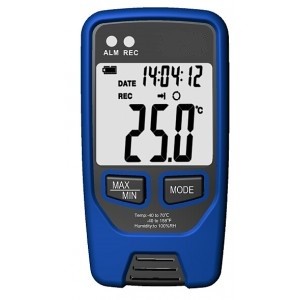 ALM REC
DATE 14:04:12
REC
25.0°C
MAX
MIN
MODE
Temp:-40 to 70°C
-40 to 158°F
Humidity:to 100%RH